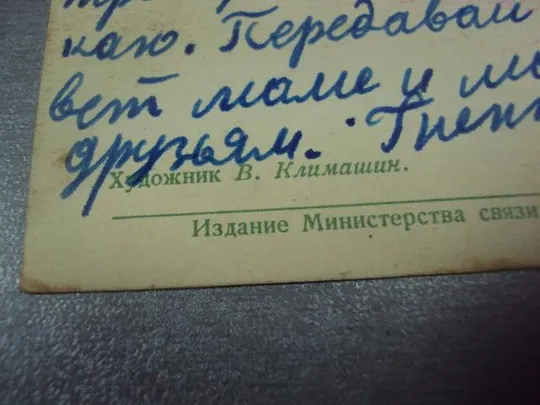 каю. Передавай
вет маме и
друзьям.
Художник В. Климашин.
Издание Министерства связи